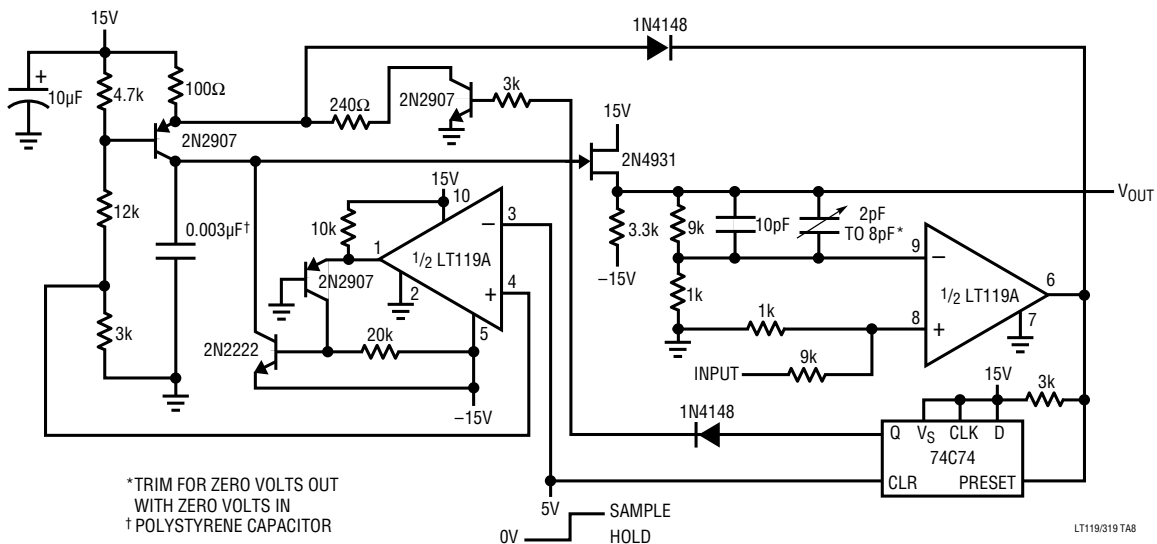 1N4148
15V
10µF
+
4.7k
100Ω
2N2907
240Ω
2N2907
3k
15V
2N4931
VOUT
12k
0.003µF†
3k
15V
10
10k
1
–
3
1/2 LT119A
2N2907
2
+
4
5
2N2222
20k
–15V
3.3k
–15V
9k
10pF
2pF
TO 8pF*
9
–
1/2 LT119A
6
1k
1k
8
+
7
INPUT
9k
15V
3k
1N4148
Q
VS
CLK
D
74C74
CLR
PRESET
5V
SAMPLE
0V
HOLD
*TRIM FOR ZERO VOLTS OUT
WITH ZERO VOLTS IN
† POLYSTYRENE CAPACITOR
LT119/319 TA8